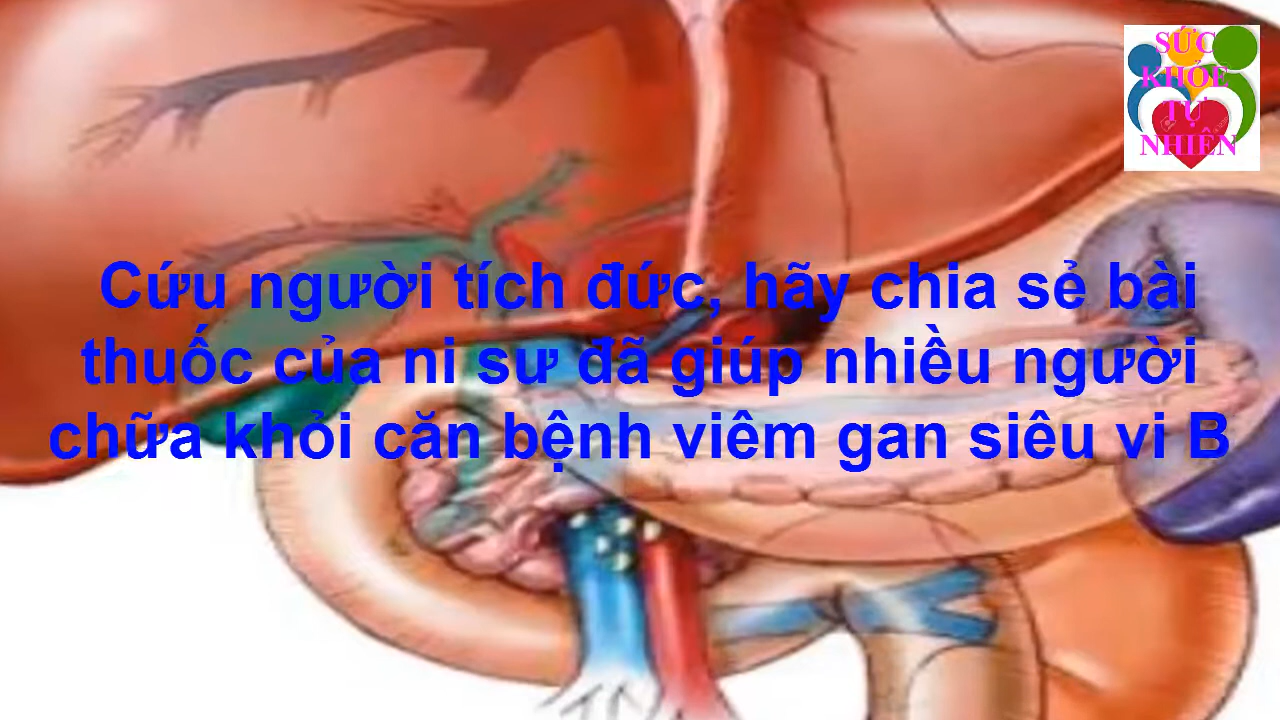 SỨC
KHỎE
TỰ
NHIÊN
Cứu người tích đức, hãy chia sẻ bài
thuốc của ni sư đã giúp nhiều người
chữa khỏi căn bệnh viêm gan siêu vi B